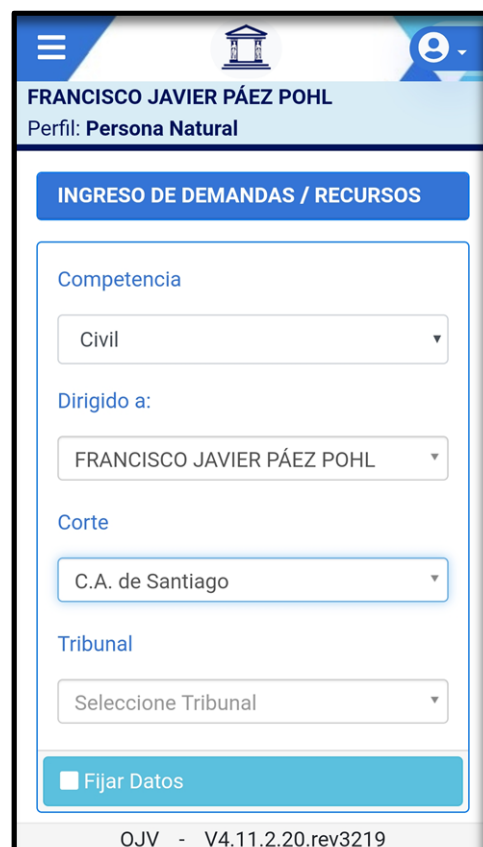 FRANCISCO JAVIER PÁEZ POHL
Perfil: Persona Natural
INGRESO DE DEMANDAS / RECURSOS
Competencia
Civil
Dirigido a:
FRANCISCO JAVIER PÁEZ POHL
Corte
C.A. de Santiago
Tribunal
Seleccione Tribunal
Fijar Datos
OJV - V4.11.2.20.rev3219